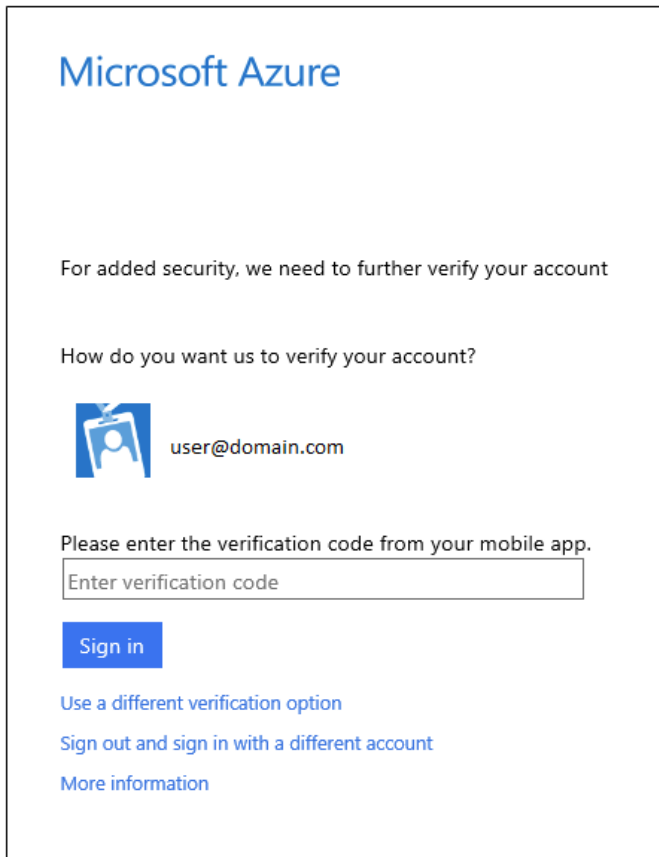 Microsoft Azure
For added security, we need to further verify your account
How do you want us to verify your account?
user@domain.com
Please enter the verification code from your mobile app.
Enter verification code
Sign in
Use a different verification option
Sign out and sign in with a different account
More information